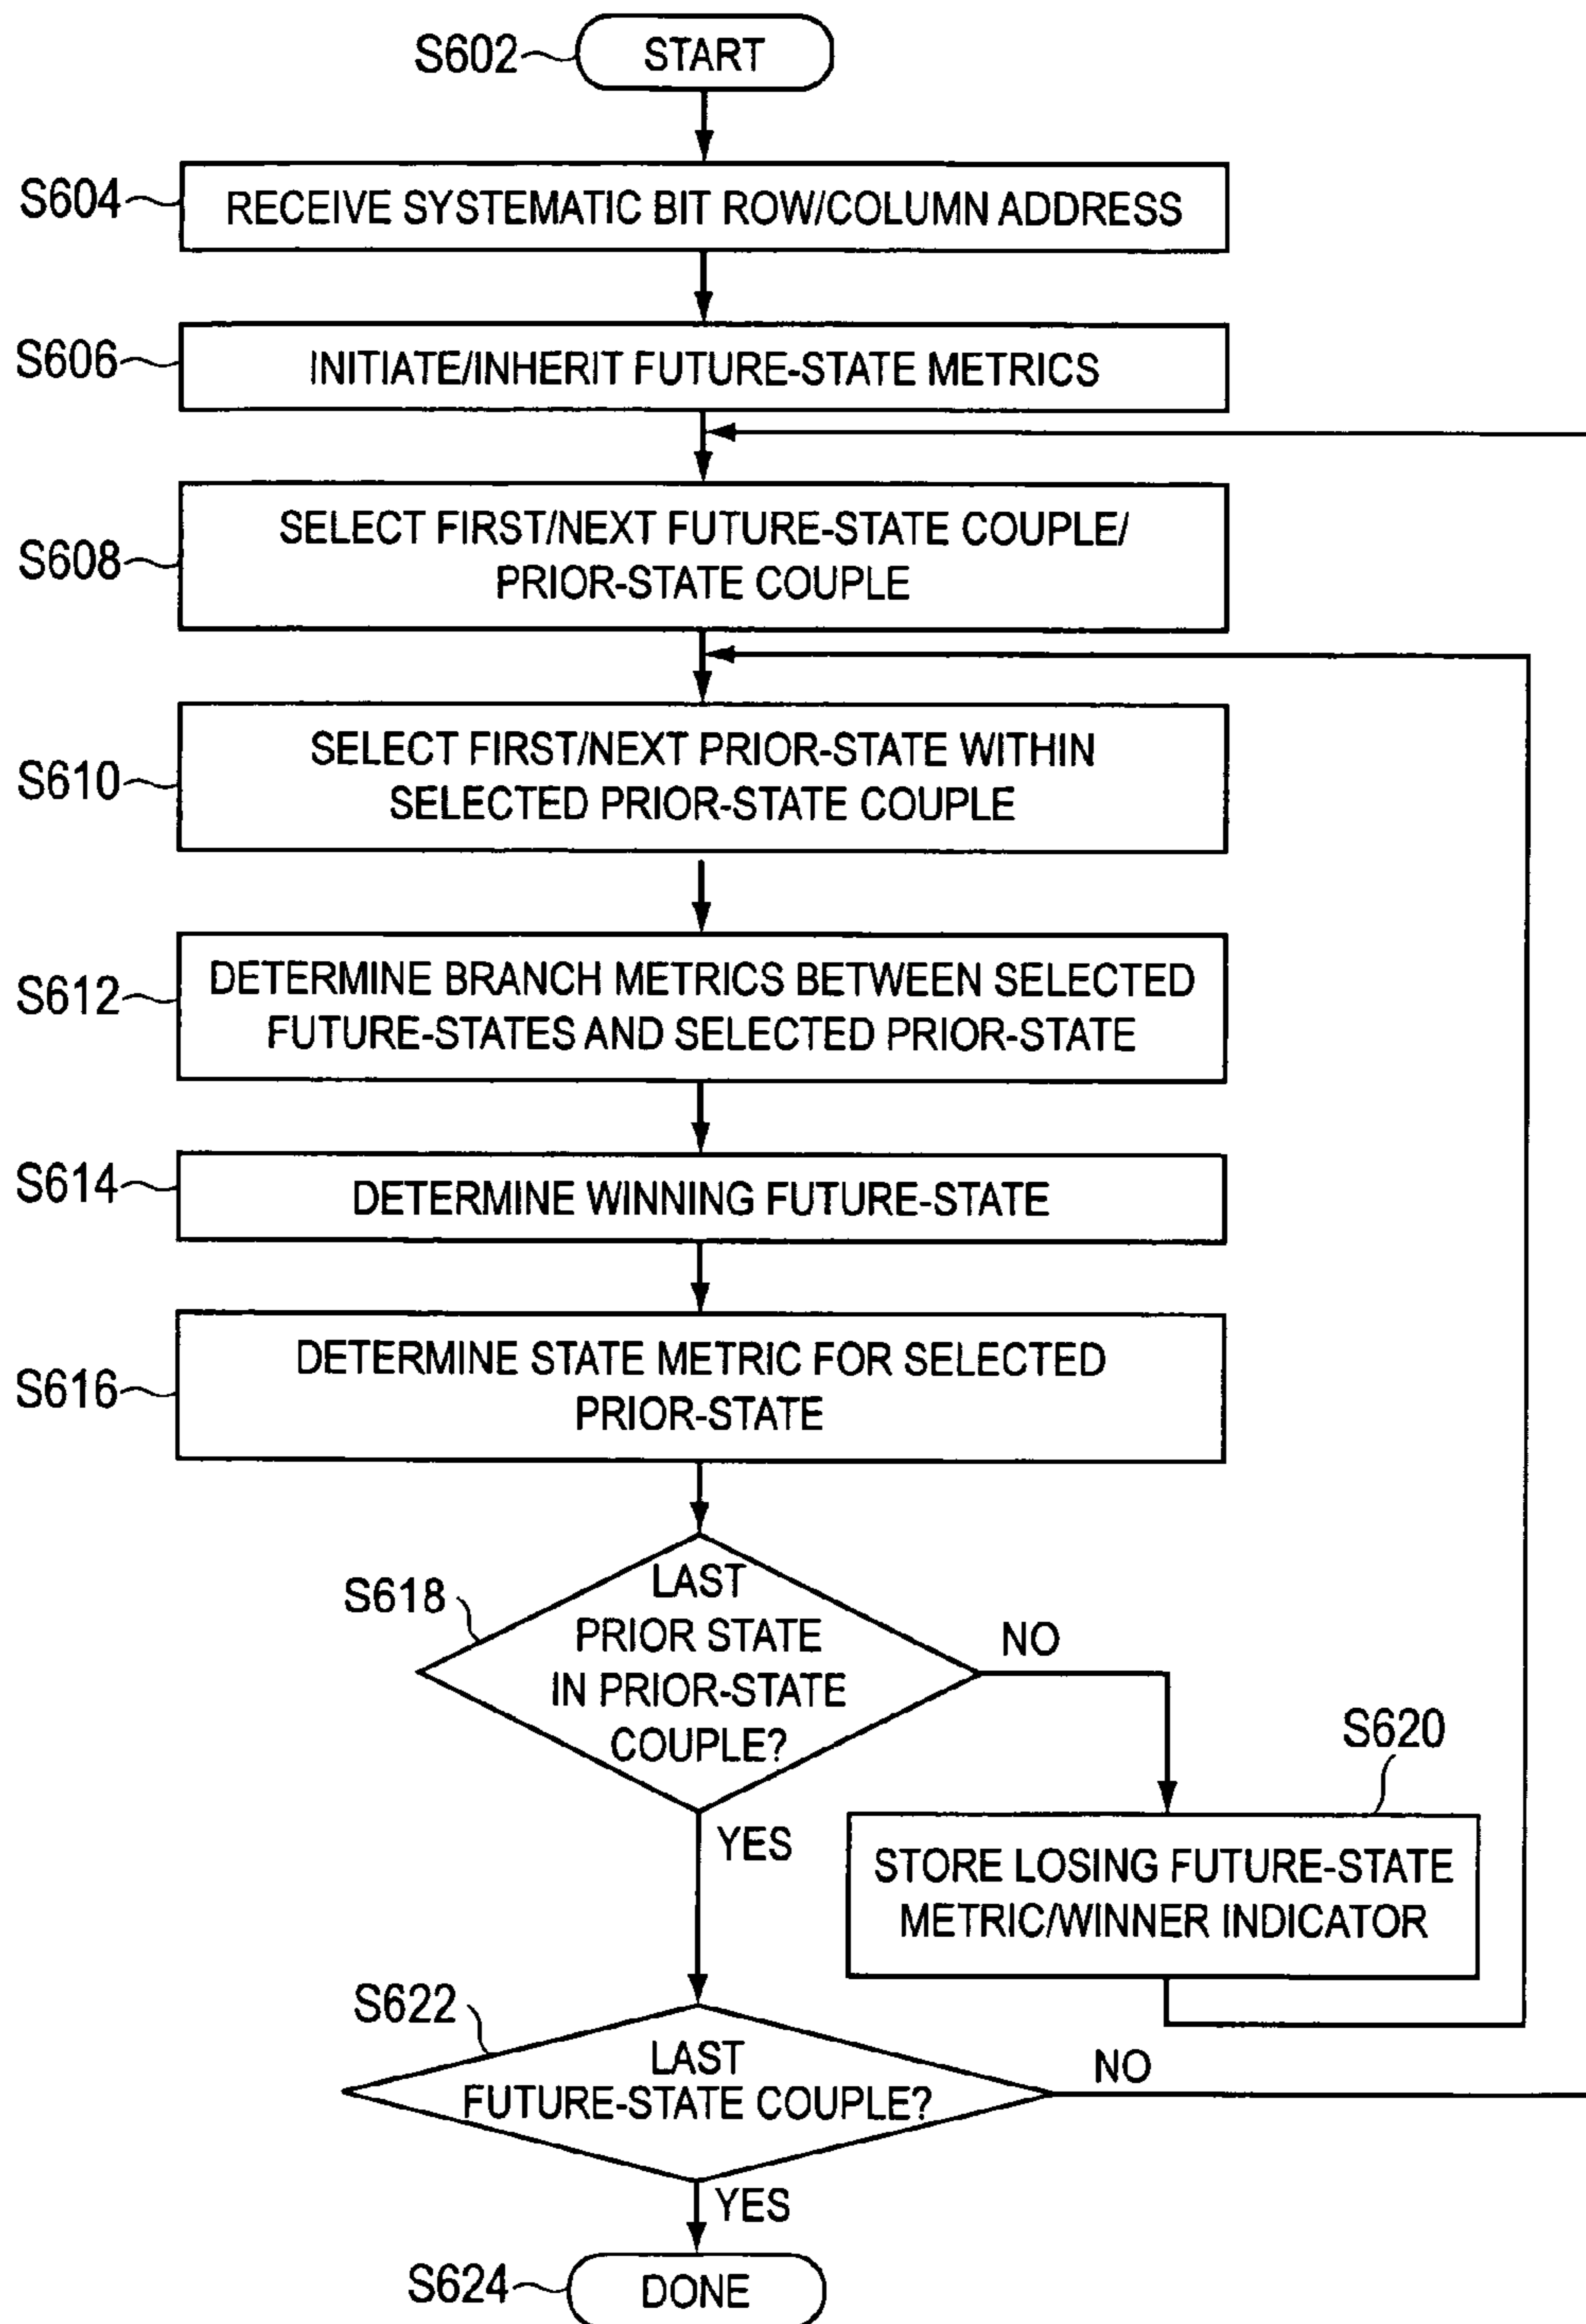 S602
START
S604
RECEIVE SYSTEMATIC BIT ROW/COLUMN ADDRESS
S606
INITIATE/INHERIT FUTURE-STATE METRICS
S608
SELECT FIRST/NEXT FUTURE-STATE COUPLE/
PRIOR-STATE COUPLE
S610
SELECT FIRST/NEXT PRIOR-STATE WITHIN
SELECTED PRIOR-STATE COUPLE
S612
DETERMINE BRANCH METRICS BETWEEN SELECTED
FUTURE-STATES AND SELECTED PRIOR-STATE
S614
DETERMINE WINNING FUTURE-STATE
S616
DETERMINE STATE METRIC FOR SELECTED
PRIOR-STATE
S618
LAST
PRIOR STATE
IN PRIOR-STATE
COUPLE?
NO
YES
S620
STORE LOSING FUTURE-STATE
METRIC/WINNER INDICATOR
S622
LAST
FUTURE-STATE COUPLE?
NO
YES
S624
DONE